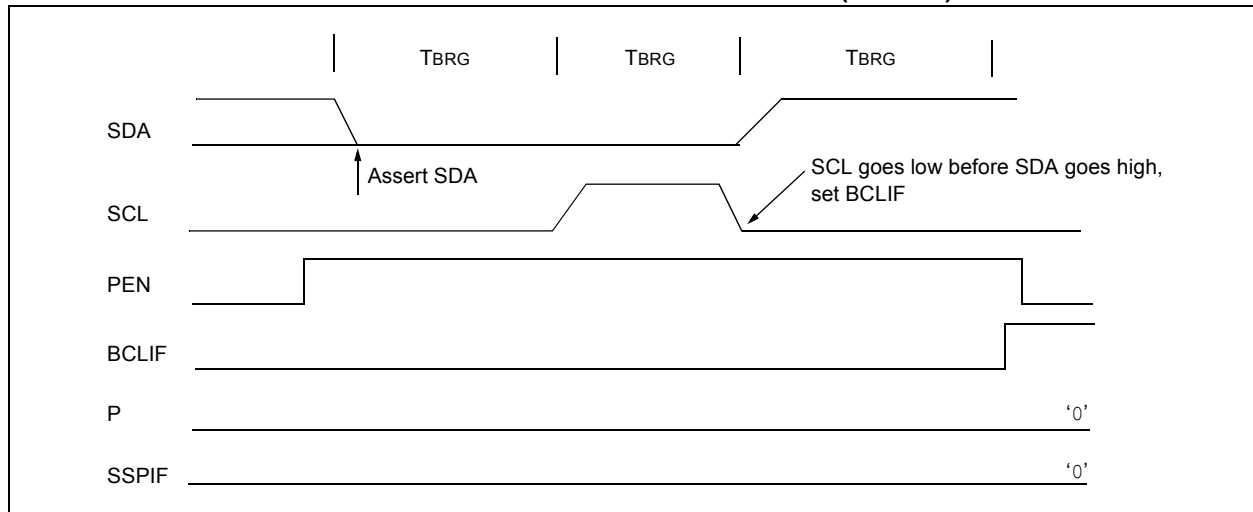 TBRG TBRG TBRG
SDA
Assert SDA
SCL goes low before SDA goes high,
set BCLIF
SCL
PEN
BCLIF
P
‘0’
SSPIF
‘0’